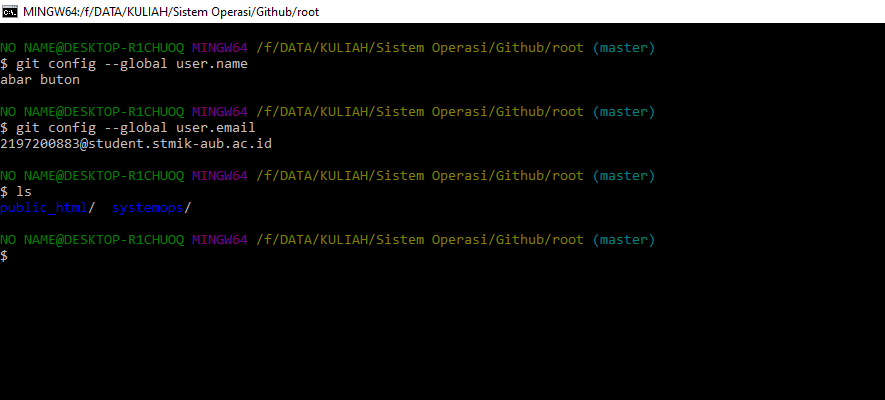 MINGW64:/f/DATA/KULIAH/Sistem Operasi/Github/root
NO NAME@DESKTOP-R1CHUOQ MINGW64 /f/DATA/KULIAH/Sistem Operasi/Github/root (master)
$ git config --global user.name
abar buton
NO NAME@DESKTOP-R1CHUOQ MINGW64 /f/DATA/KULIAH/Sistem Operasi/Github/root (master)
$ git config --global user.email
2197200883@student.stmik-aub.ac.id
NO NAME@DESKTOP-R1CHUOQ MINGW64 /f/DATA/KULIAH/Sistem Operasi/Github/root (master)
$ ls
public_html/  systemops/
NO NAME@DESKTOP-R1CHUOQ MINGW64 /f/DATA/KULIAH/Sistem Operasi/Github/root (master)
$